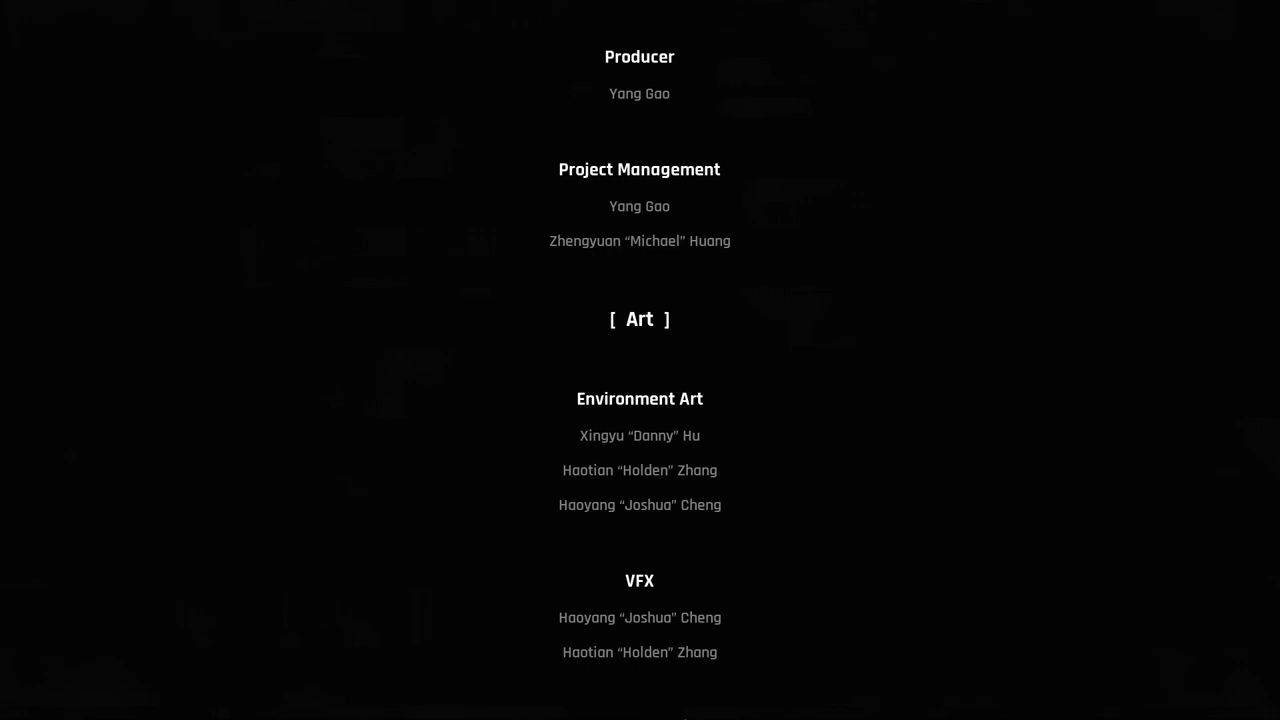 Producer
Yang Gao
Project Management
Yang Gao
Zhengyuan “Michael” Huang
[ Art ]
Environment Art
Xingyu “Danny” Hu
Haotian “Holden” Zhang
Haoyang “Joshua” Cheng
VFX
Haoyang “Joshua” Cheng
Haotian “Holden” Zhang